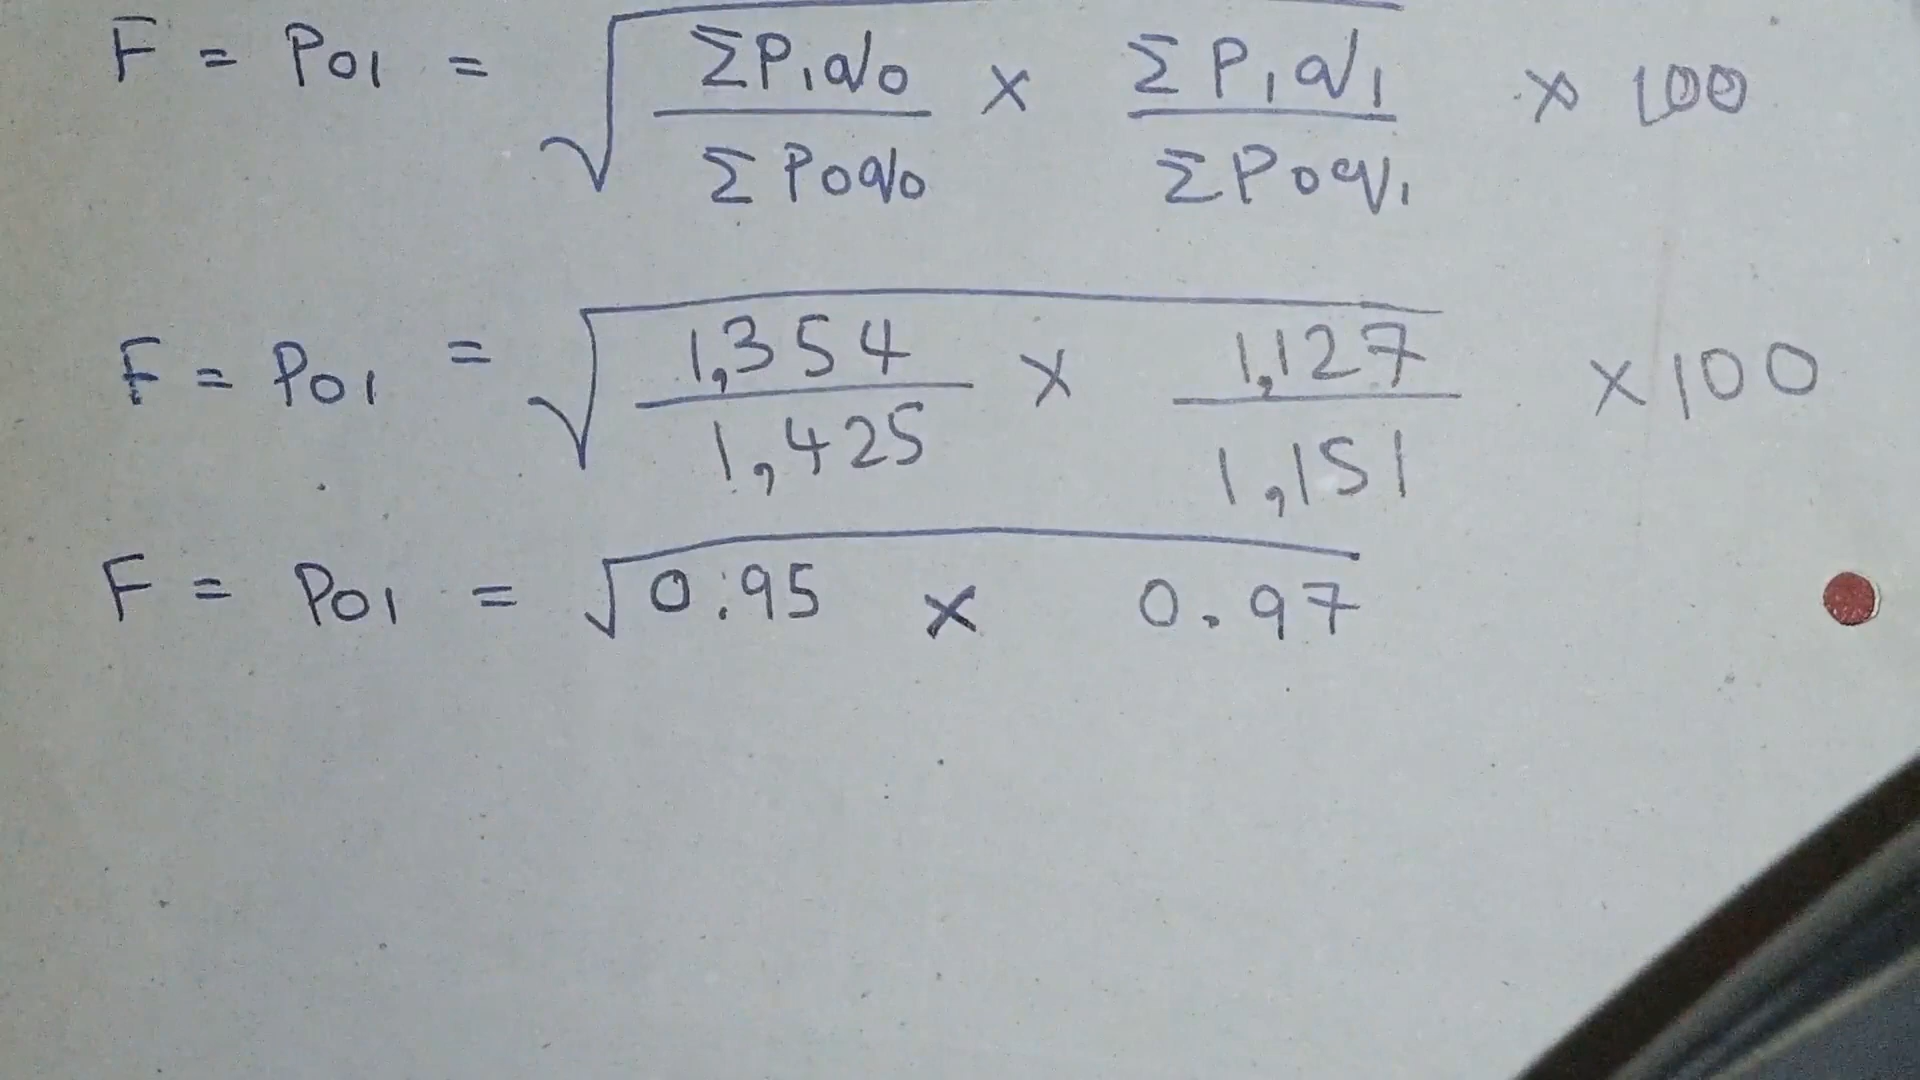 F = P01 = √ ΣP1q0 / ΣP0q0 × ΣP1q1 / ΣP0q1 × 100
F = P01 = √ 1,354 / 1,425 × 1,127 / 1,151 × 100
F = P01 = √ 0.95 × 0.97